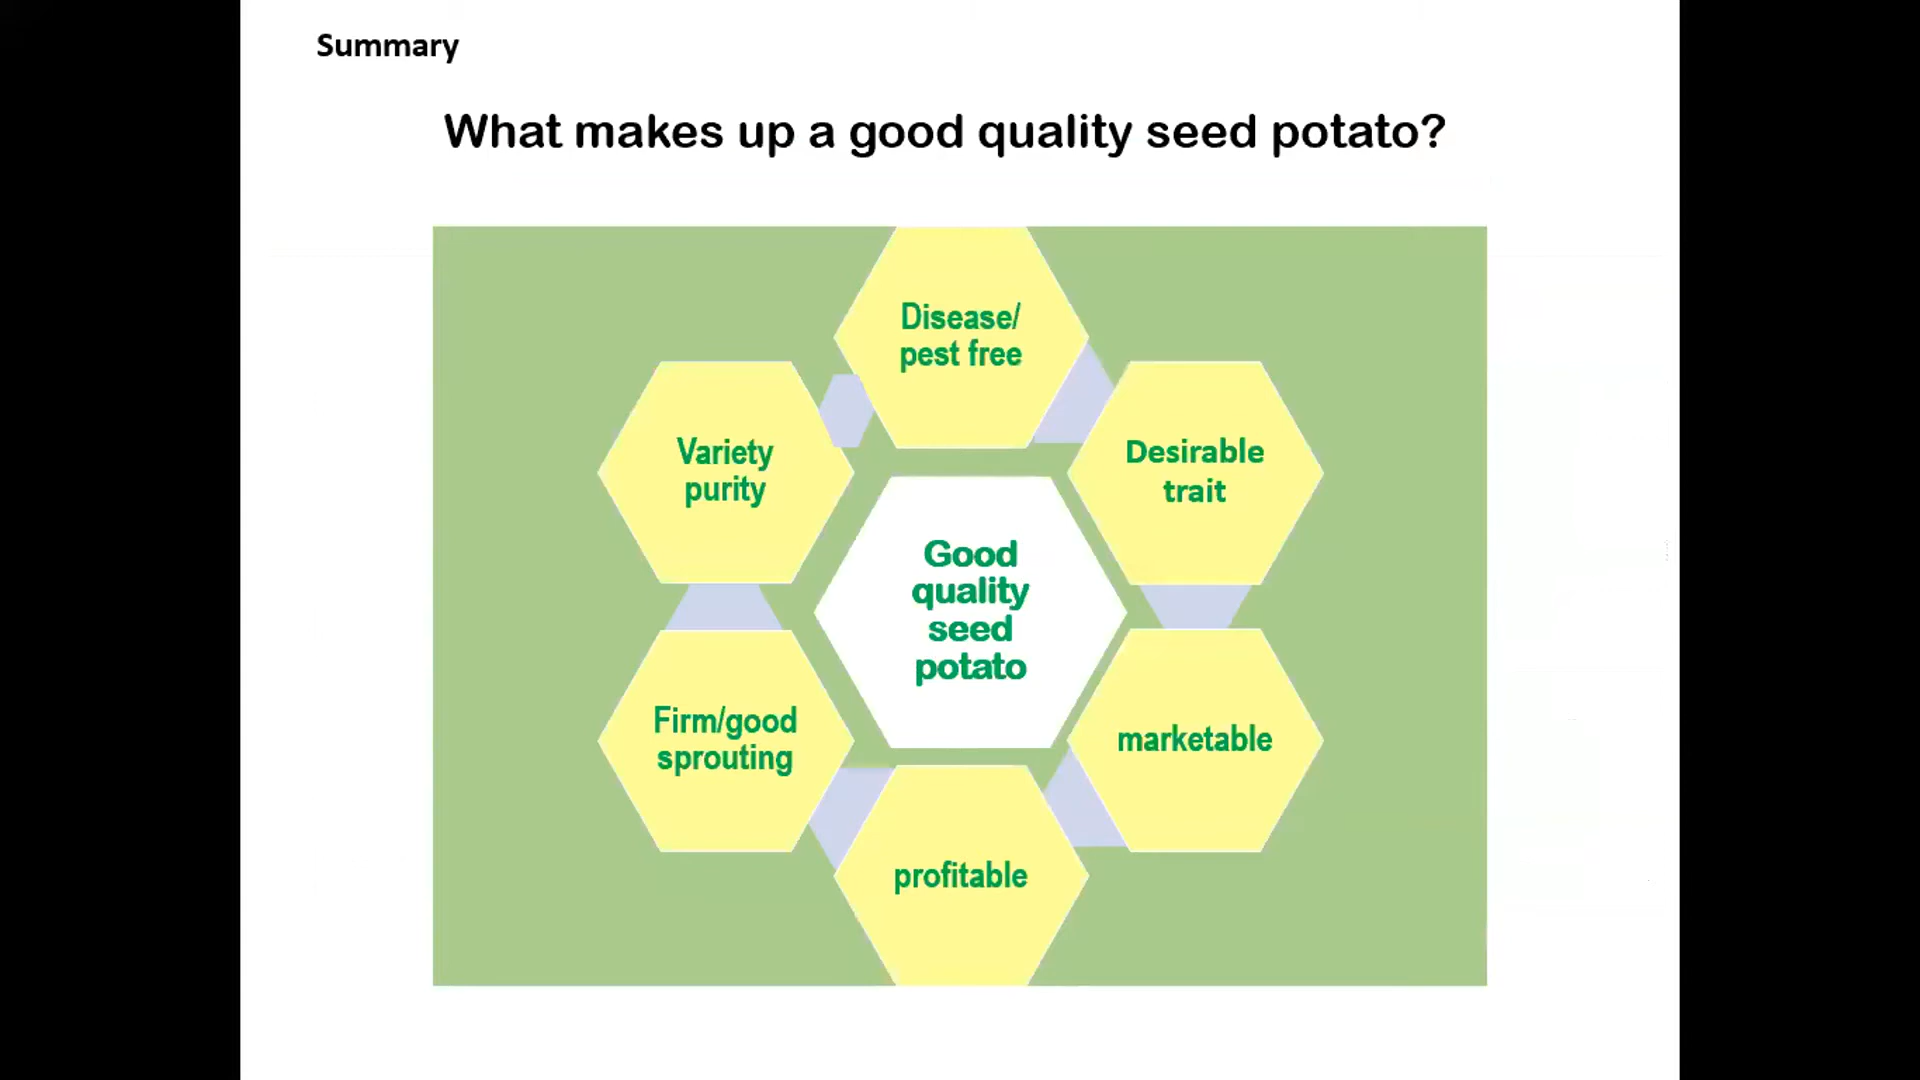 Summary
What makes up a good quality seed potato?
Disease/
pest free
Variety
purity
Desirable
trait
Good
quality
seed
potato
Firm/good
sprouting
marketable
profitable